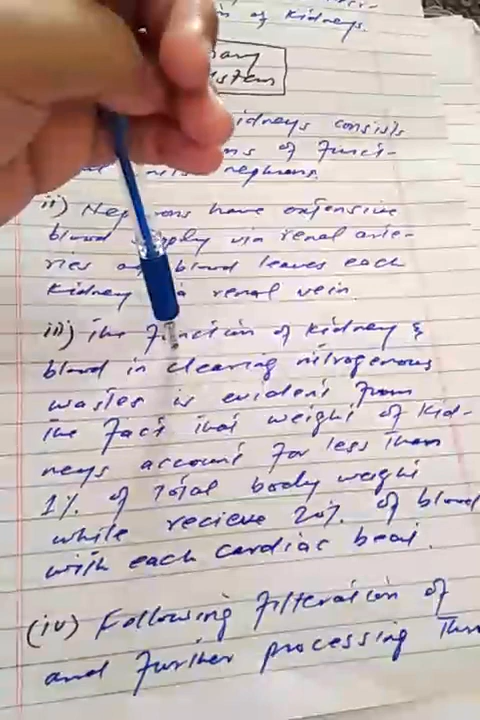 n of kidneys.
stem
idneys consists
ns of functi-
nephrons.
ii) Nephrons have extensive
blood supply via renal arte-
ries and blood leaves each
kidney via renal vein.
iii) The function of kidney &
blood in clearing nitrogenous
wastes is evident from
the fact that weight of kid-
neys account for less than
1% of total body weight
while recieve 20% of blood
with each cardiac beat.
(iv) Following filteration of
and further processing